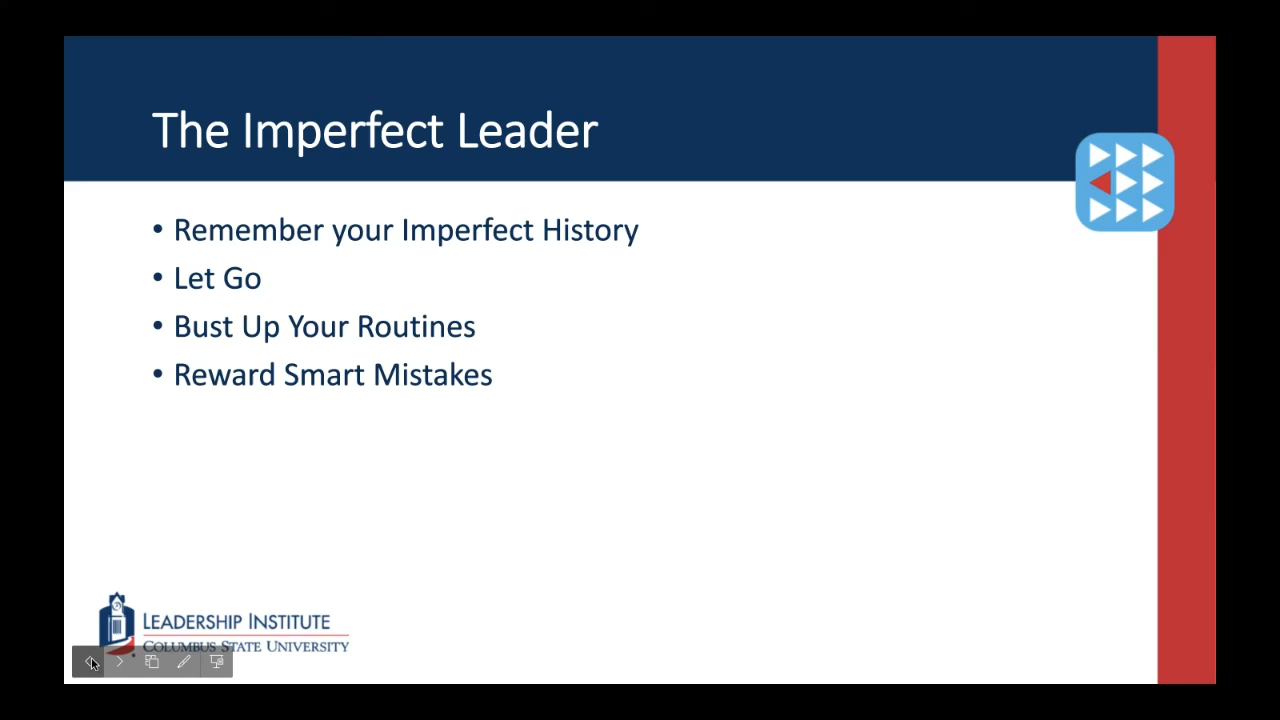 The Imperfect Leader
• Remember your Imperfect History
• Let Go
• Bust Up Your Routines
• Reward Smart Mistakes
LEADERSHIP INSTITUTE
COLUMBUS STATE UNIVERSITY